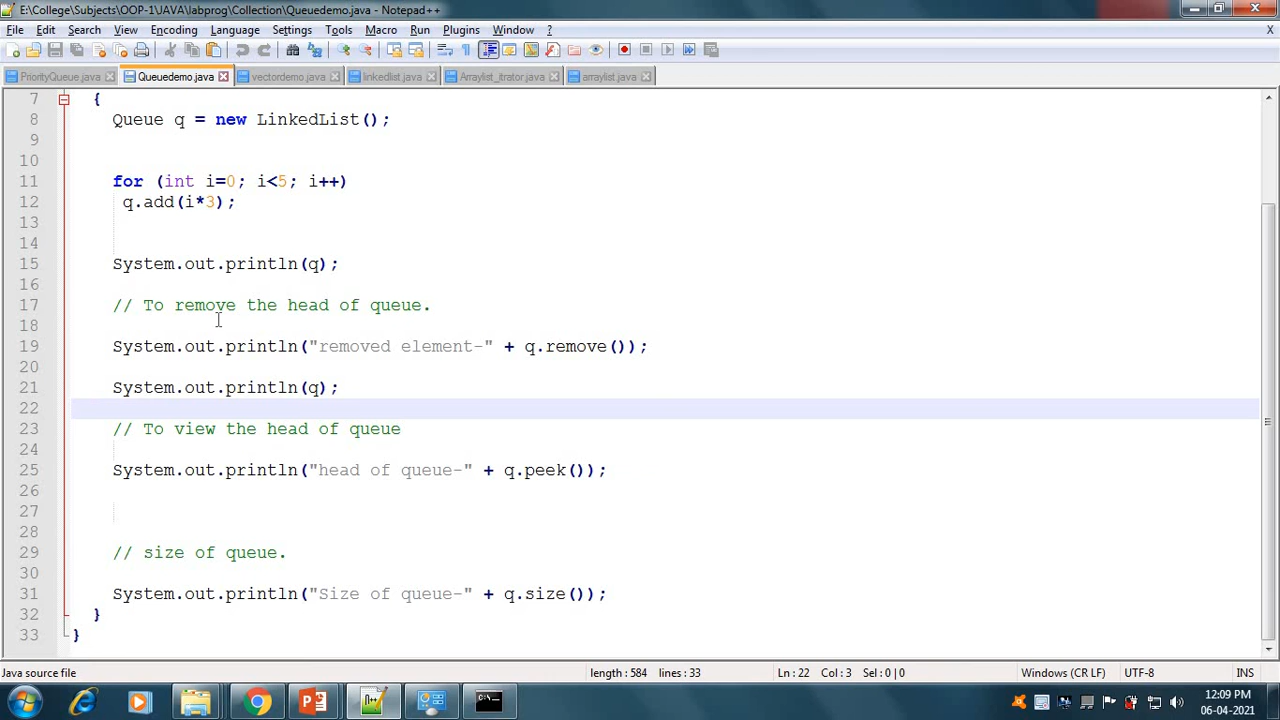 E:\College\Subjects\OOP-1\JAVA\labprog\Collection\Queuedemo.java - Notepad++
File Edit Search View Encoding Language Settings Tools Macro Run Plugins Window ? X
PriorityQueue.java Queuedemo.java vectordemo.java linkedlist.java Arraylist_itrator.java arraylist.java
7 {
8 Queue q = new LinkedList();
9
10
11 for (int i=0; i<5; i++)
12 q.add(i*3);
13
14
15 System.out.println(q);
16
17 // To remove the head of queue.
18
19 System.out.println("removed element-" + q.remove());
20
21 System.out.println(q);
22
23 // To view the head of queue
24
25 System.out.println("head of queue-" + q.peek());
26
27
28
29 // size of queue.
30
31 System.out.println("Size of queue-" + q.size());
32 }
33 }
Java source file length : 584 lines : 33 Ln : 22 Col : 3 Sel : 0 | 0 Windows (CR LF) UTF-8 INS
12:09 PM
06-04-2021